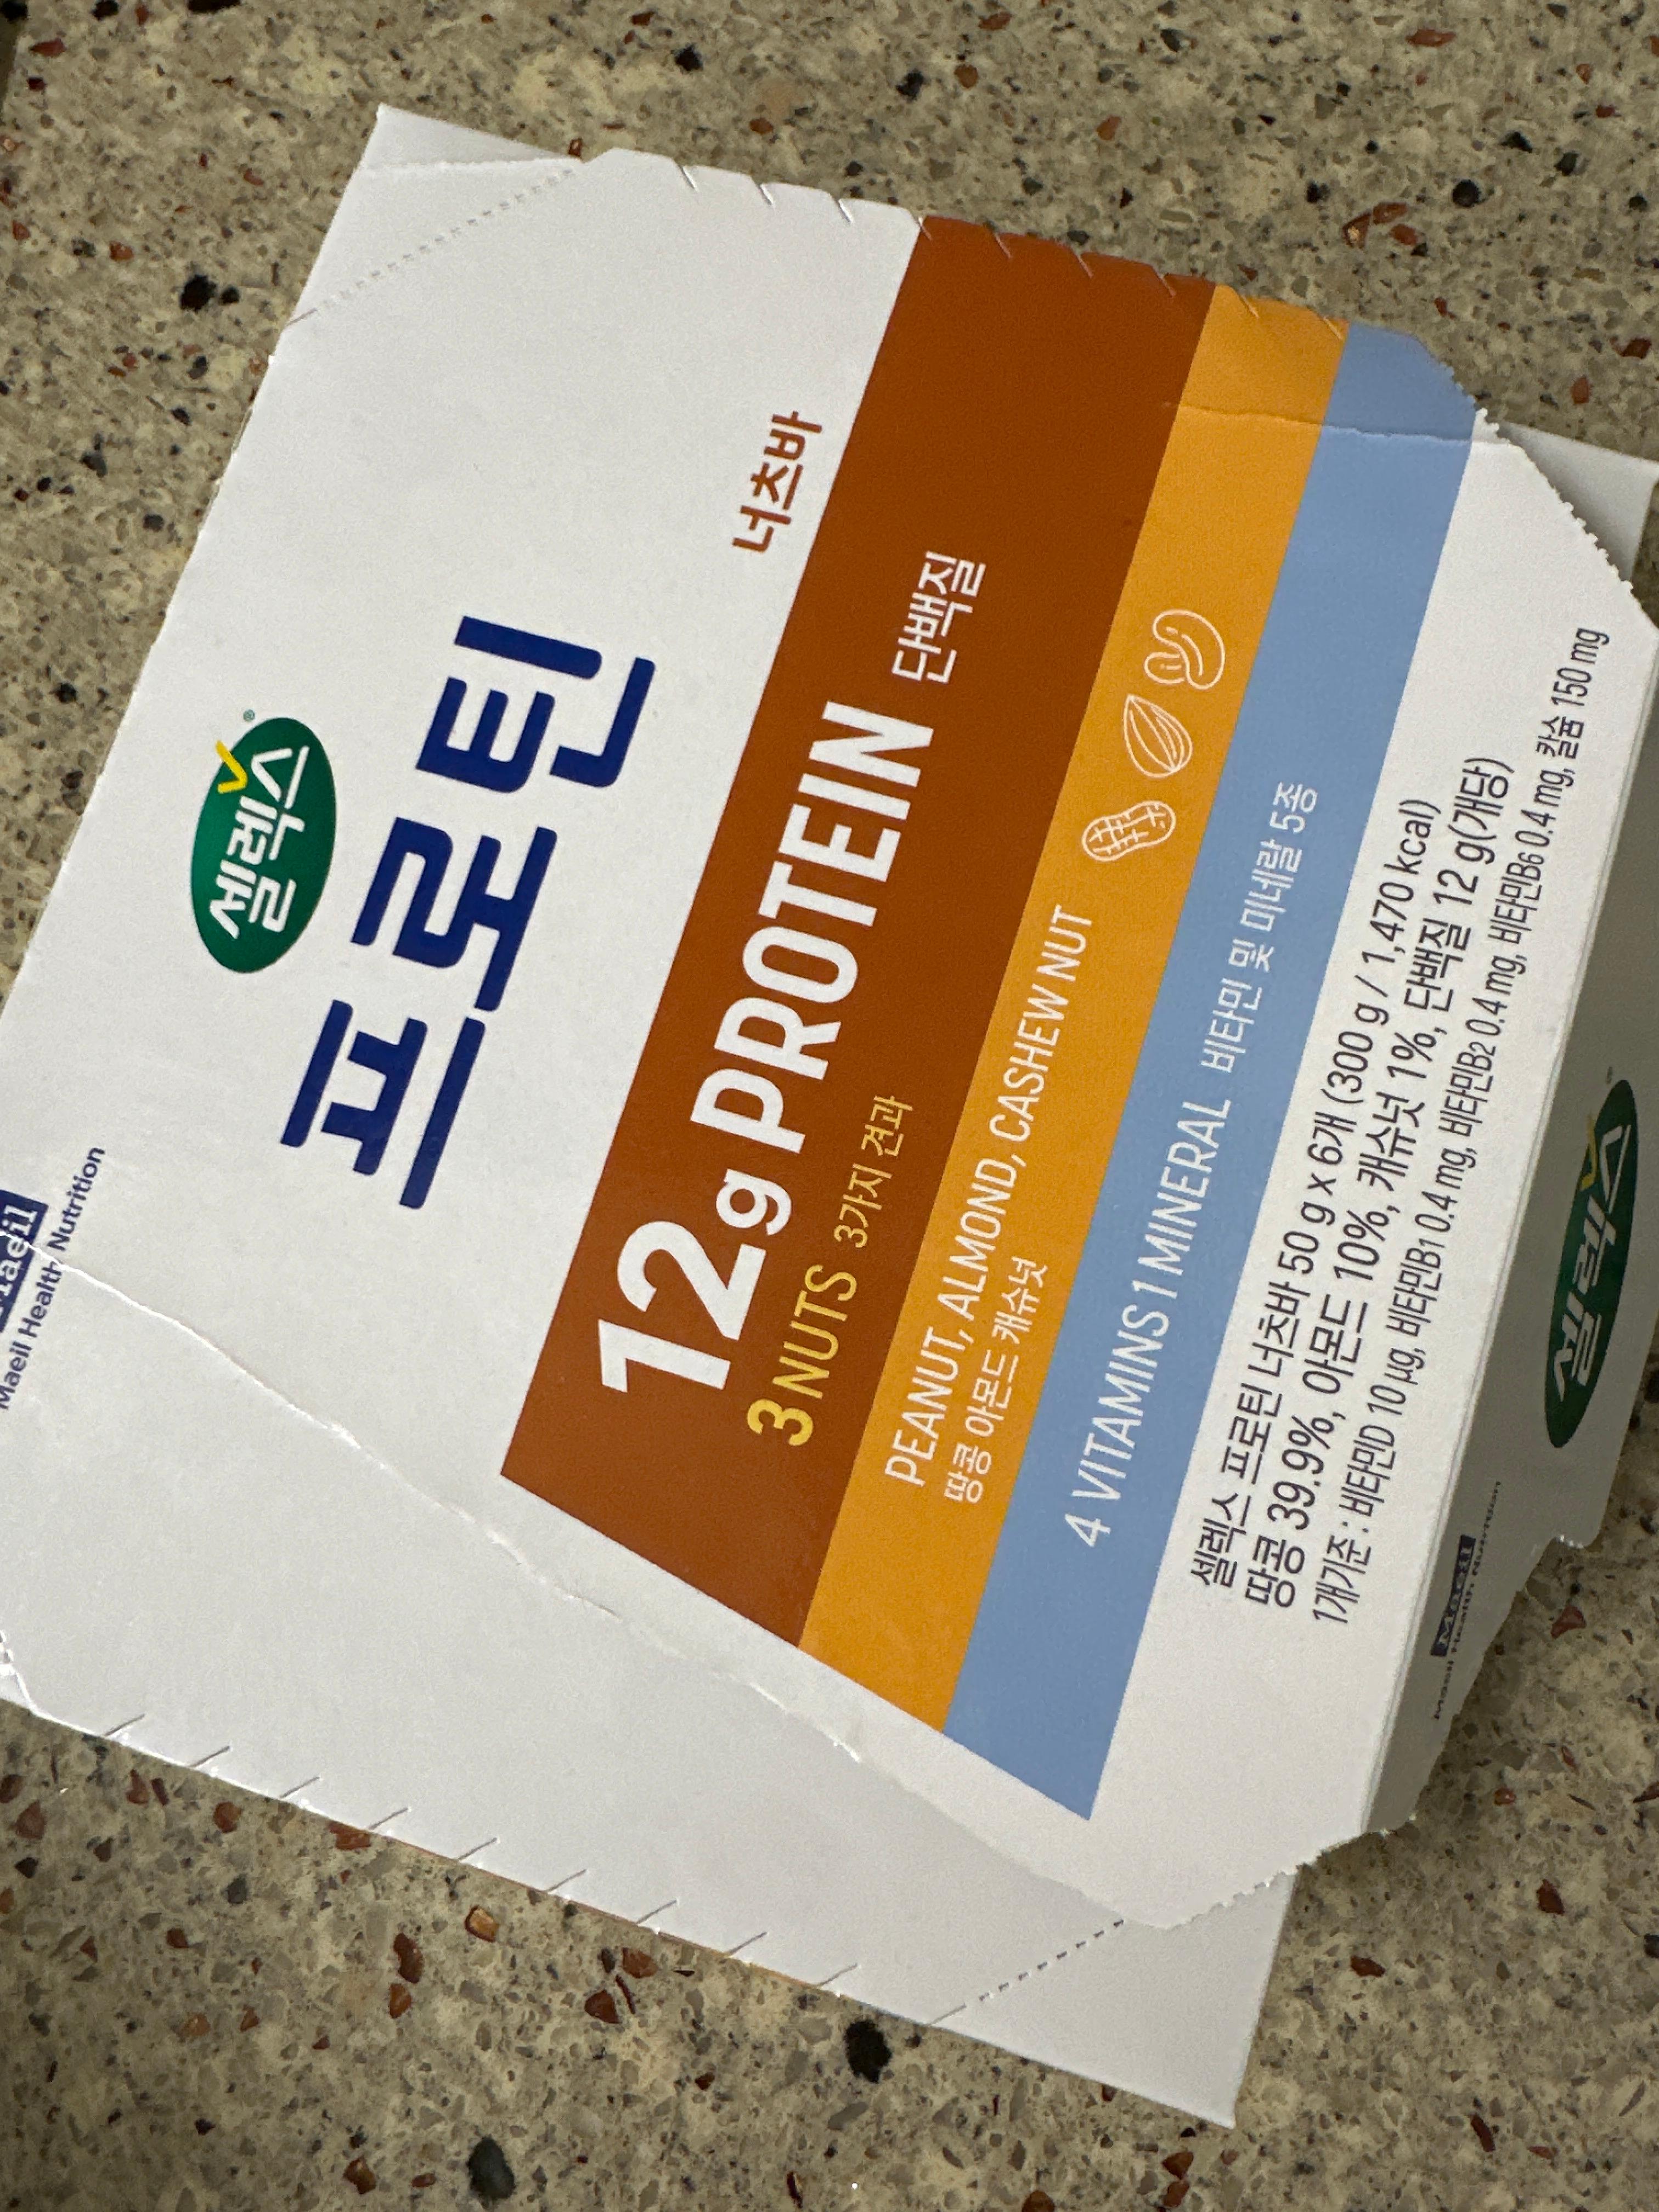 Maeil Health Nutrition
셀렉스
프로틴
너츠바
12g PROTEIN 단백질
3 NUTS 3가지 견과
PEANUT, ALMOND, CASHEW NUT
땅콩 아몬드 캐슈넛
4 VITAMINS 1 MINERAL 비타민 및 미네랄 5종
셀렉스 프로틴 너츠바 50 g x 6개 (300 g / 1,470 kcal)
땅콩 39.9%, 아몬드 10%, 캐슈넛 1%, 단백질 12 g(개당)
1개기준 : 비타민D 10 μg, 비타민B1 0.4 mg, 비타민B2 0.4 mg, 비타민B6 0.4 mg, 칼슘 150 mg
Maeil
Maeil Health Nutrition
셀렉스